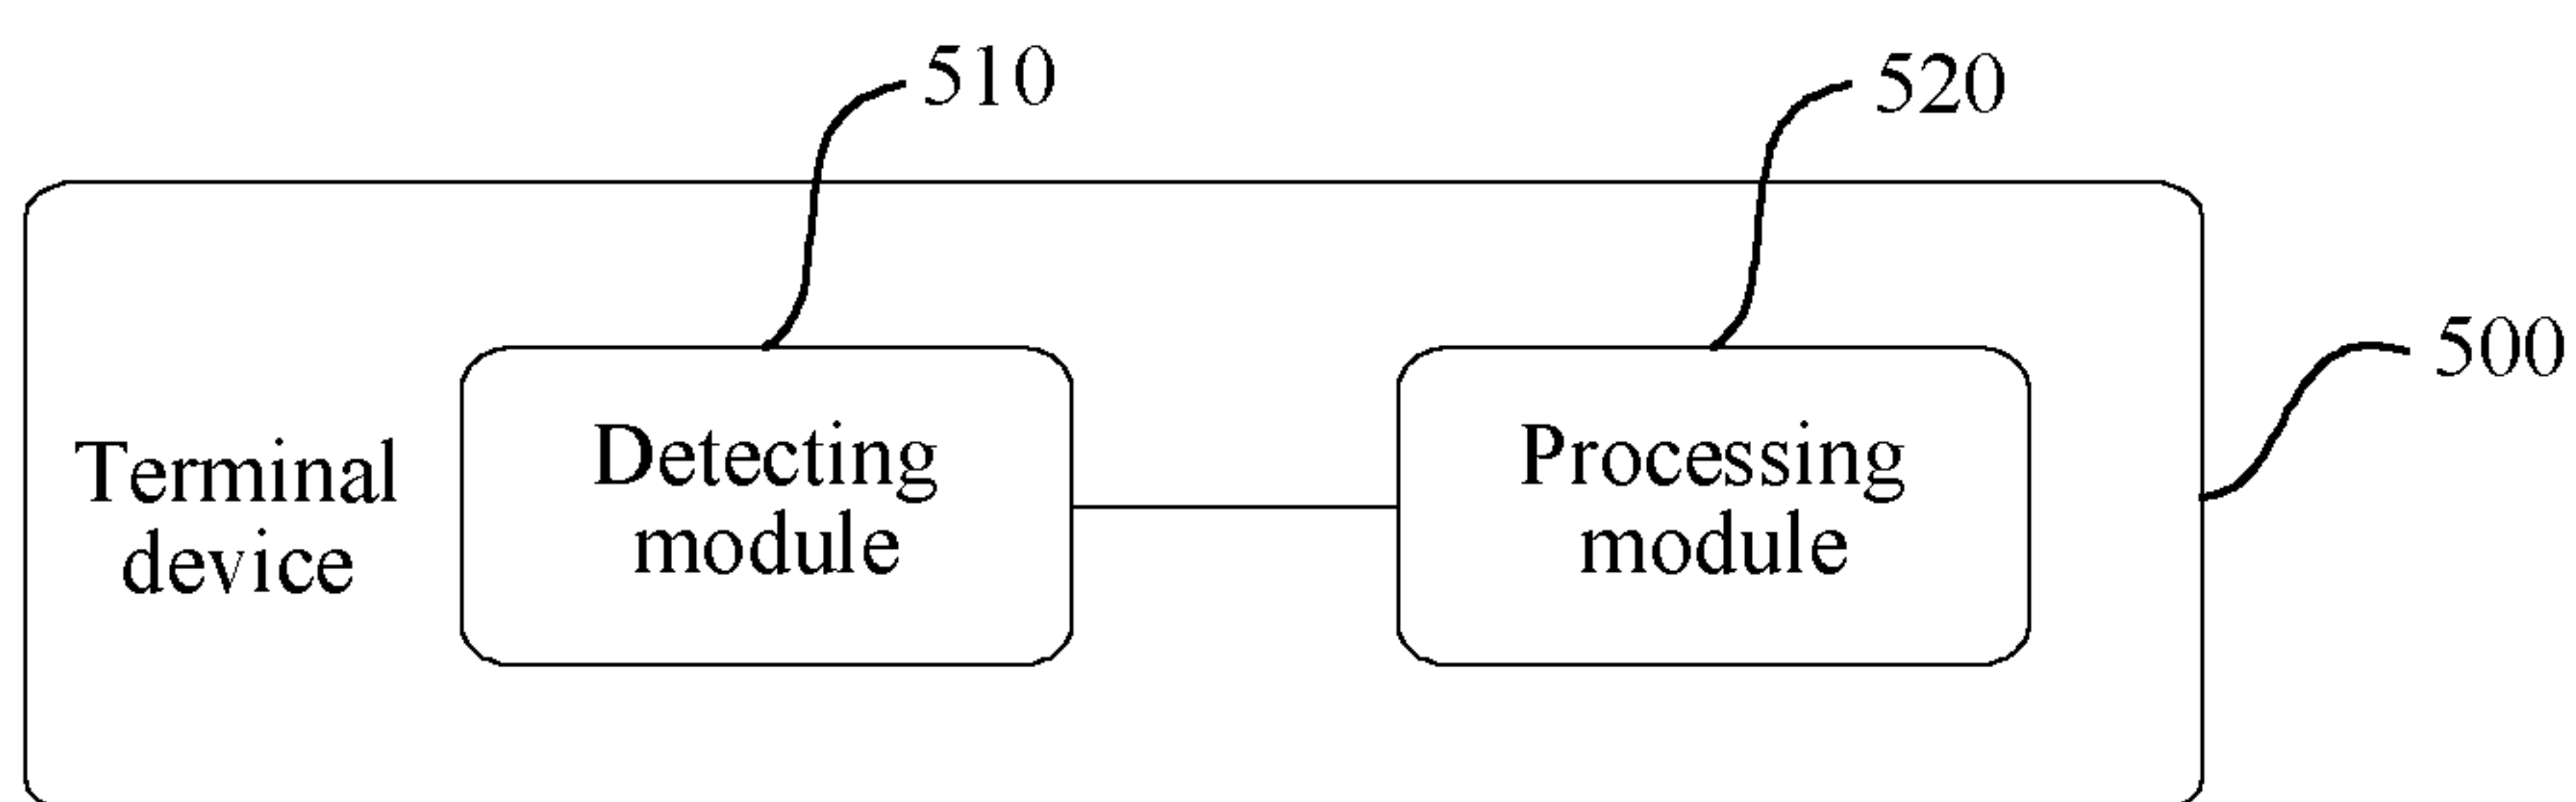 510
520
500
Terminal
device
Detecting
module
Processing
module